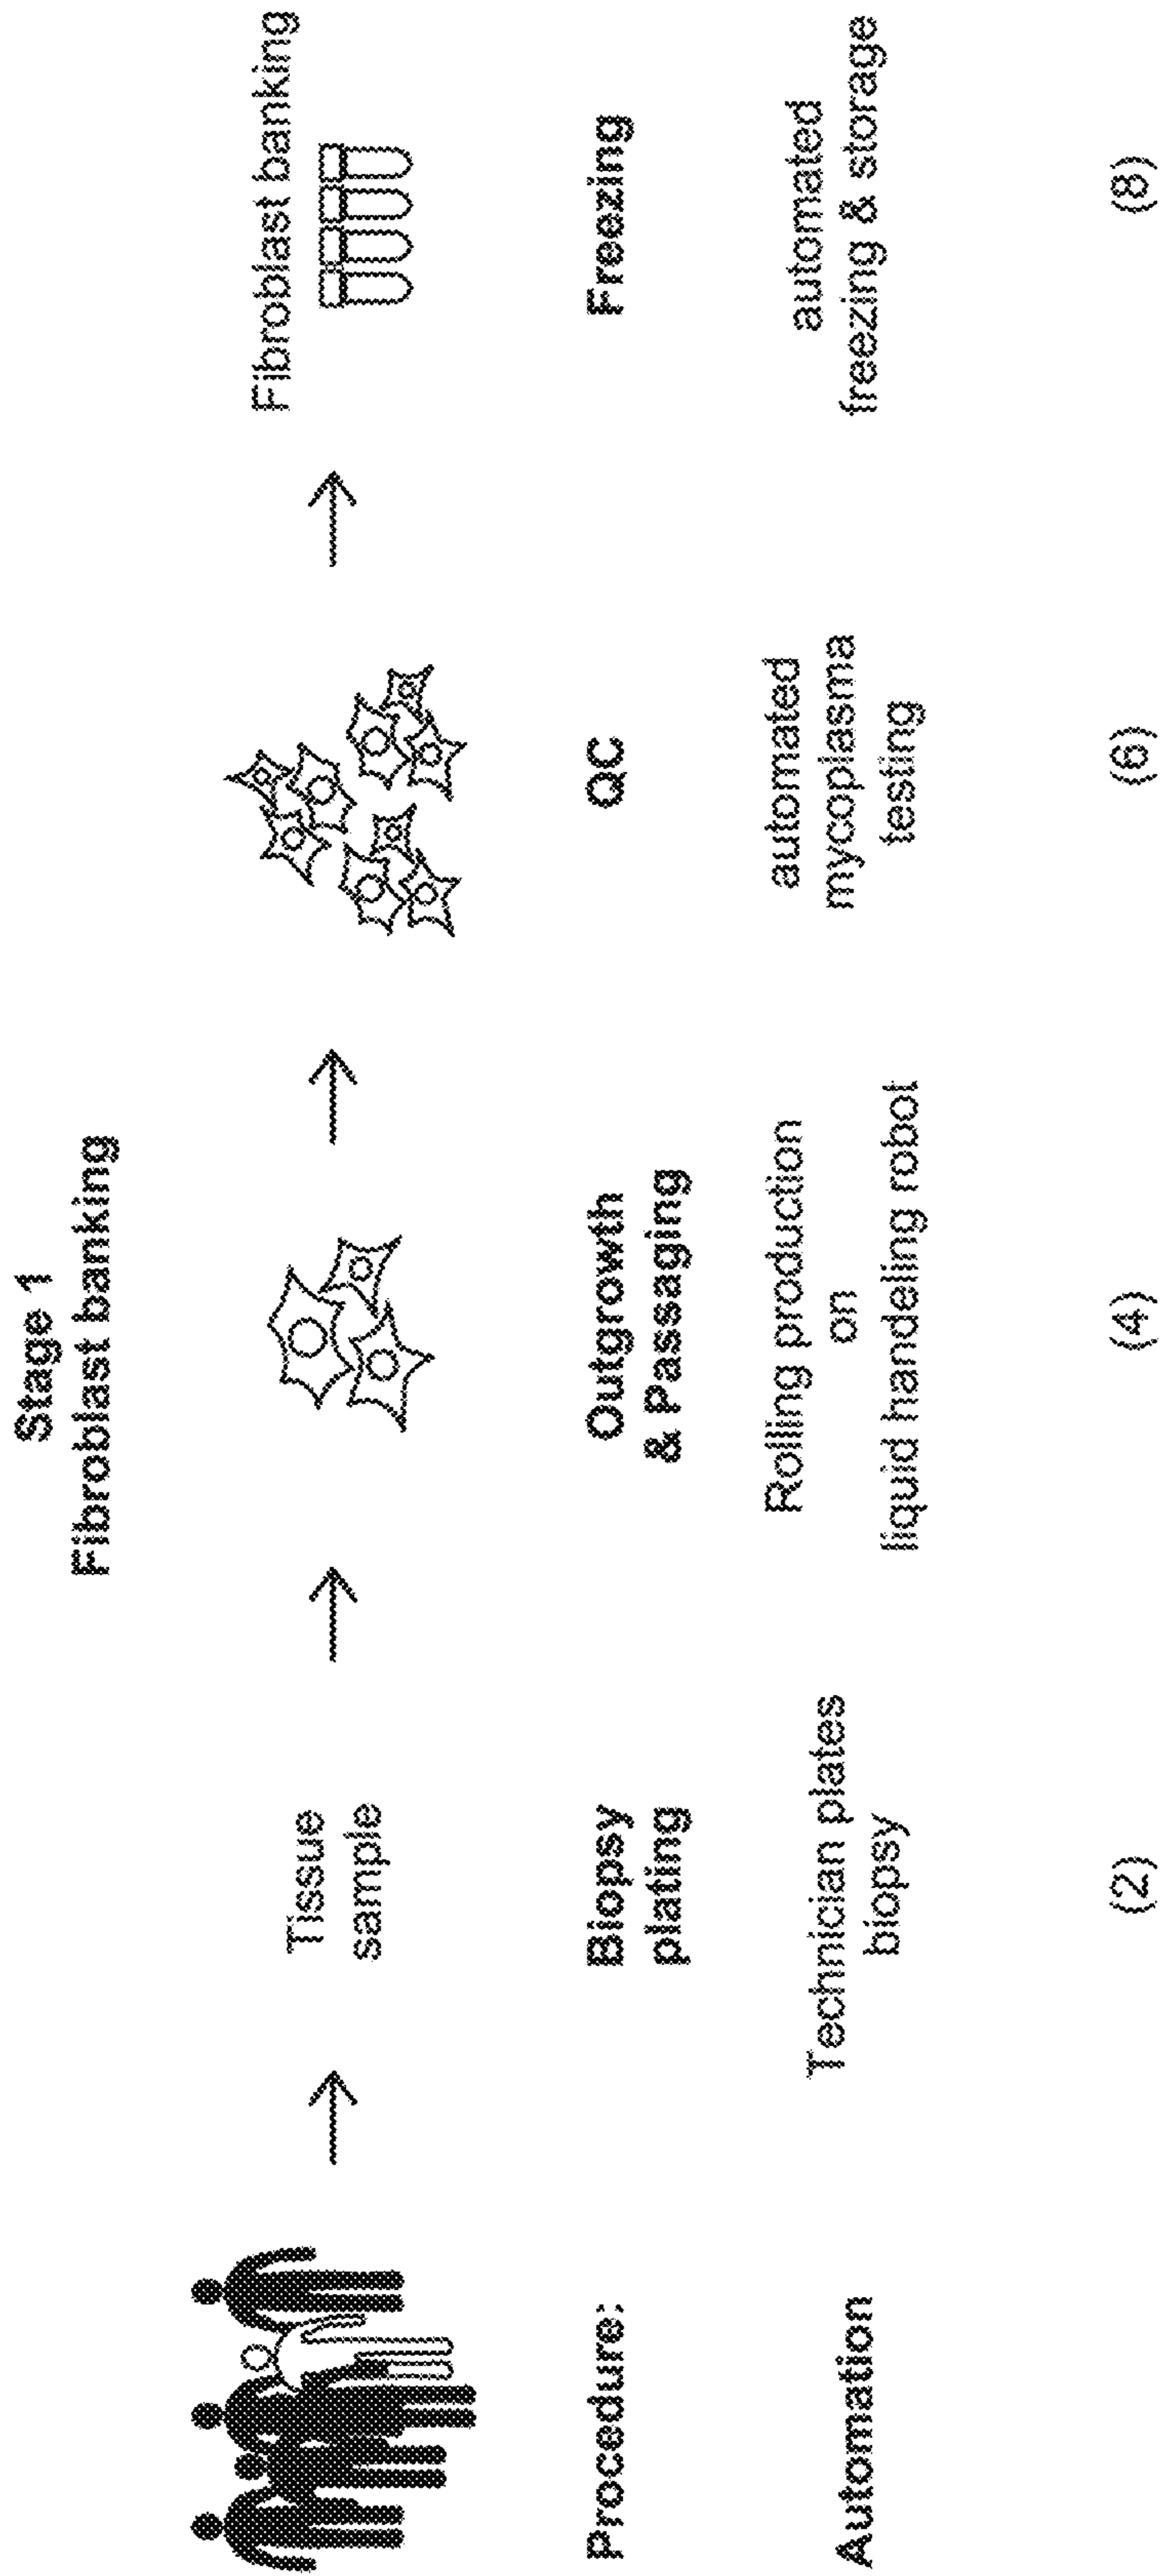 Stage 1
Fibroblast banking
Tissue
sample
Fibroblast banking
Procedure:
Biopsy
plating
Outgrowth
& Passaging
QC
Freezing
Automation
Technician plates
biopsy
Rolling production
on
liquid handeling robot
automated
mycoplasma
testing
automated
freezing & storage
(2)
(4)
(6)
(8)